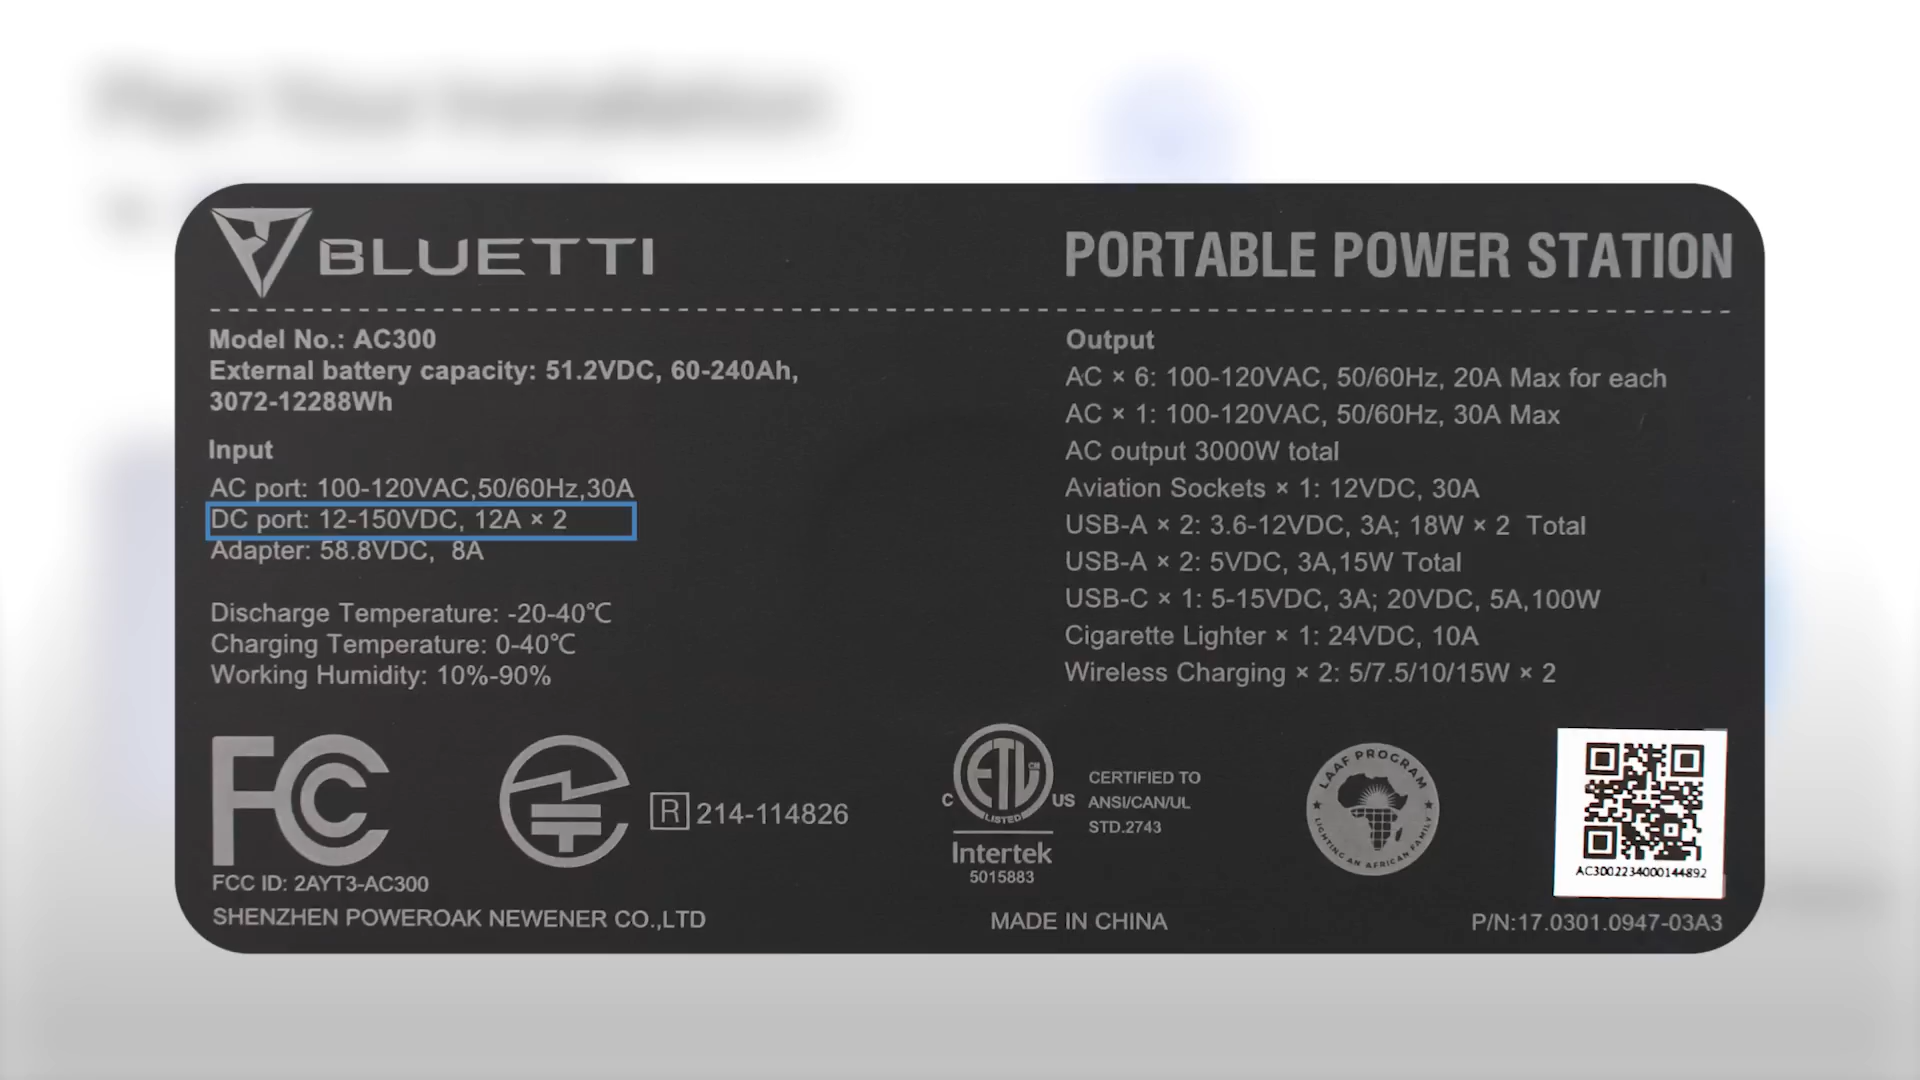 BLUETTI
PORTABLE POWER STATION
Model No.: AC300
External battery capacity: 51.2VDC, 60-240Ah,
3072-12288Wh
Input
AC port: 100-120VAC,50/60Hz,30A
DC port: 12-150VDC, 12A × 2
Adapter: 58.8VDC, 8A
Discharge Temperature: -20-40℃
Charging Temperature: 0-40℃
Working Humidity: 10%-90%
Output
AC × 6: 100-120VAC, 50/60Hz, 20A Max for each
AC × 1: 100-120VAC, 50/60Hz, 30A Max
AC output 3000W total
Aviation Sockets × 1: 12VDC, 30A
USB-A × 2: 3.6-12VDC, 3A; 18W × 2 Total
USB-A × 2: 5VDC, 3A,15W Total
USB-C × 1: 5-15VDC, 3A; 20VDC, 5A,100W
Cigarette Lighter × 1: 24VDC, 10A
Wireless Charging × 2: 5/7.5/10/15W × 2
FC
FCC ID: 2AYT3-AC300
R 214-114826
C ETL CM US
LISTED
Intertek
5015883
CERTIFIED TO
ANSI/CAN/UL
STD.2743
LAAF PROGRAM
LIGHTING AN AFRICAN FAMILY
AC3002234000144892
SHENZHEN POWEROAK NEWENER CO.,LTD
MADE IN CHINA
P/N:17.0301.0947-03A3